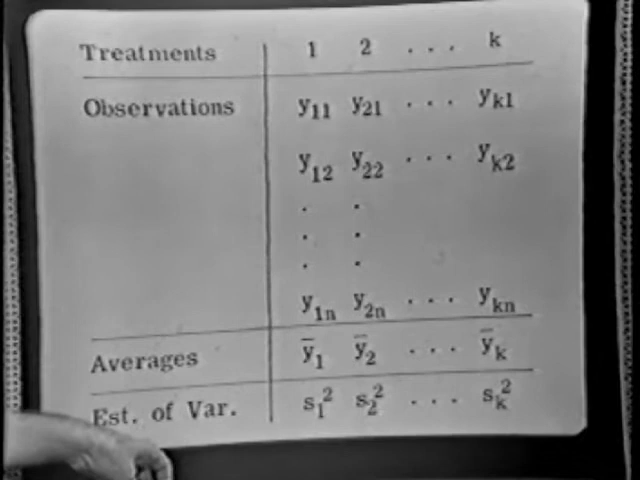 Treatments 1 2 . . . k
Observations y11 y21 . . . yk1
y12 y22 . . . yk2
. .
. .
. .
y1n y2n . . . ykn
Averages ȳ1 ȳ2 . . . ȳk
Est. of Var. s1² s2² . . . sk²